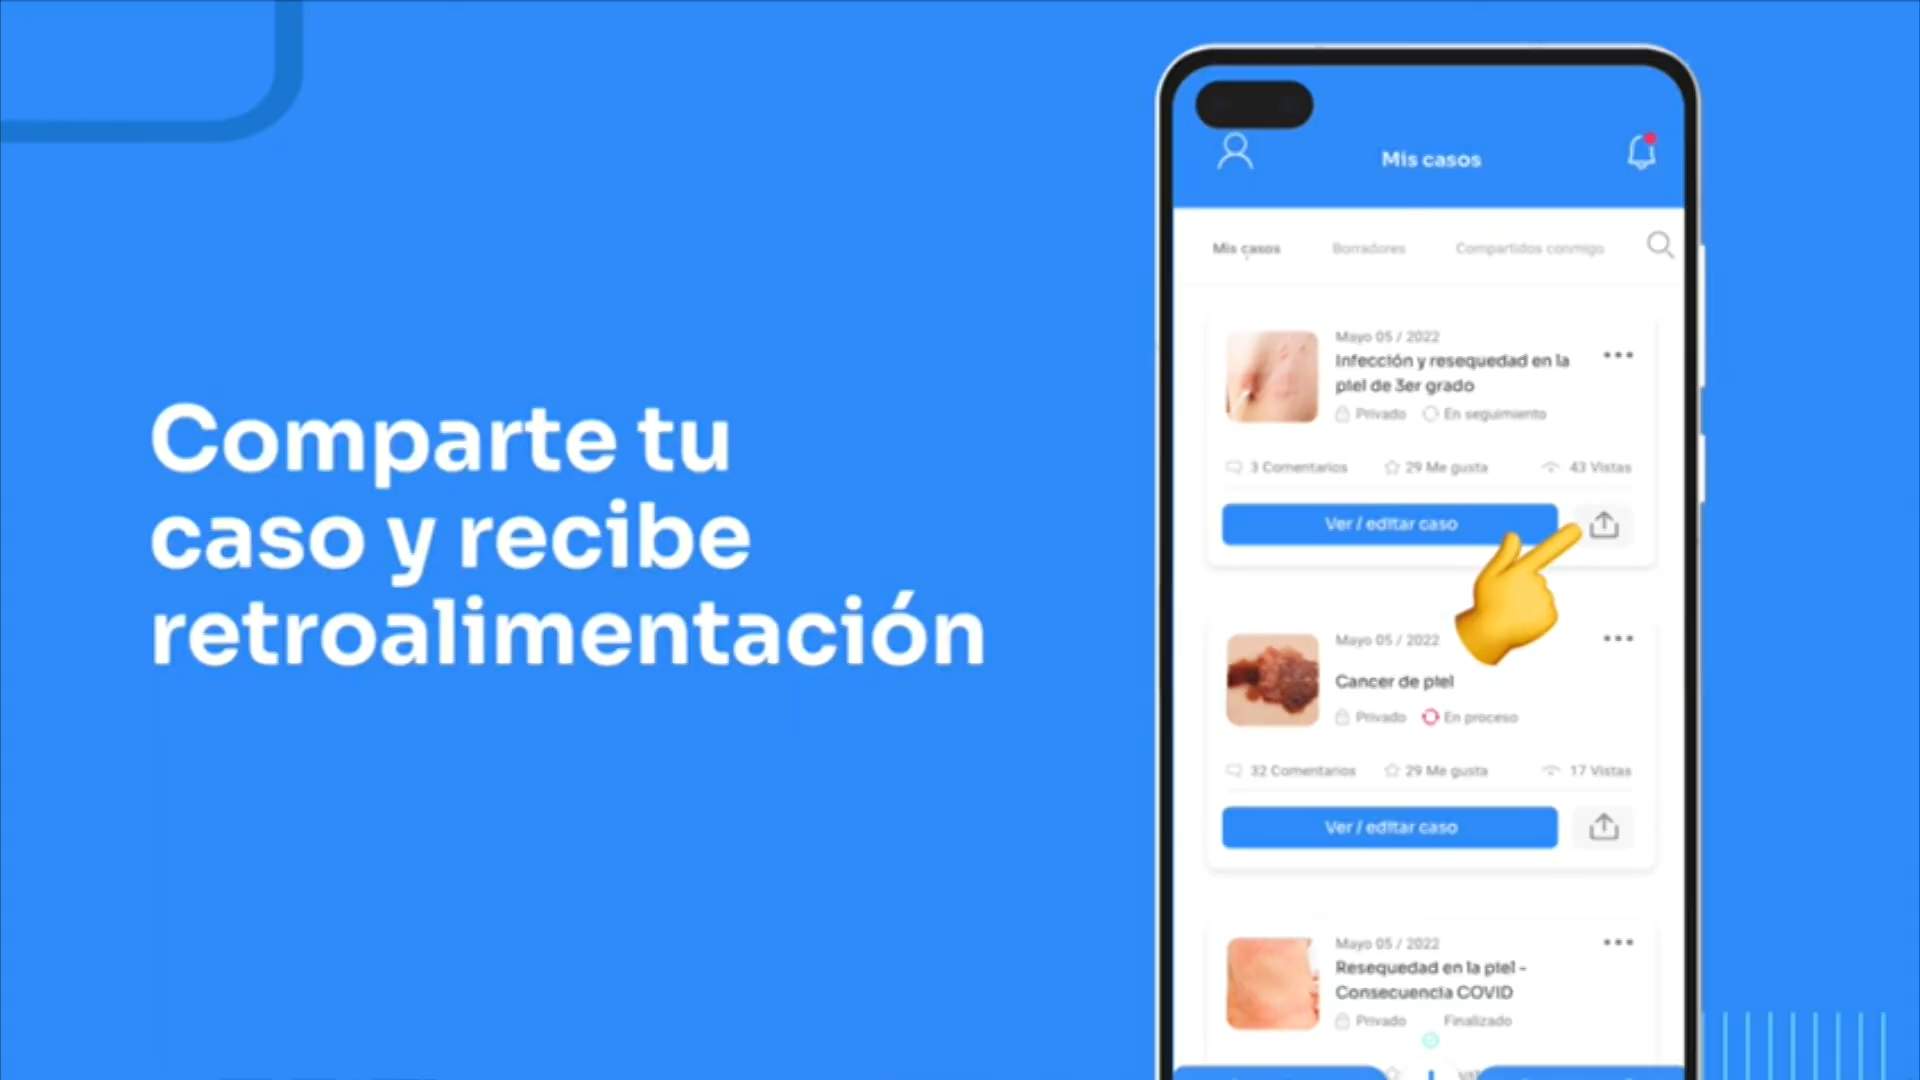 Comparte tu
caso y recibe
retroalimentación
Mis casos
Mis casos
Borradores
Compartidos conmigo
Mayo 05 / 2022
Infección y resequedad en la
piel de 3er grado
Privado
En seguimiento
3 Comentarios
29 Me gusta
43 Vistas
Ver / editar caso
Mayo 05 / 2022
Cancer de piel
Privado
En proceso
32 Comentarios
29 Me gusta
17 Vistas
Ver / editar caso
Mayo 05 / 2022
Resequedad en la piel -
Consecuencia COVID
Privado
Finalizado